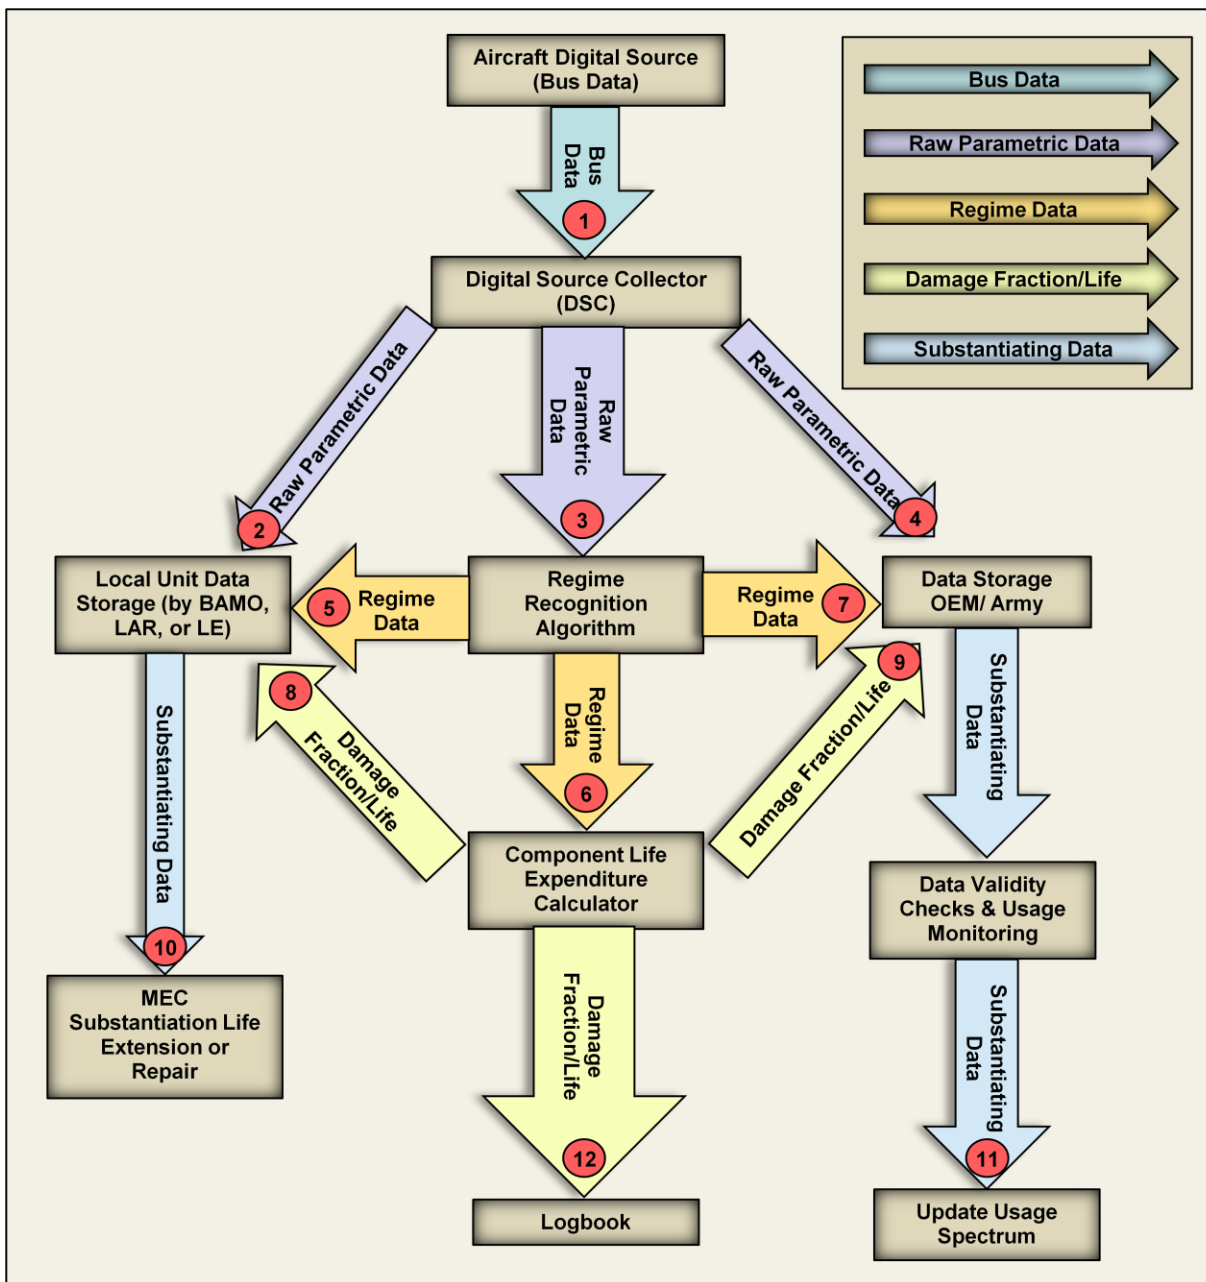 Aircraft Digital Source
(Bus Data)
Bus Data
Raw Parametric Data
Regime Data
Damage Fraction/Life
Substantiating Data
Bus
Data
1
Digital Source Collector
(DSC)
Raw Parametric Data
Raw
Parametric
Data
Raw Parametric Data
2
3
4
Local Unit Data
Storage (by BAMO,
LAR, or LE)
5
Regime
Data
Regime
Recognition
Algorithm
Regime
Data
7
Data Storage
OEM/ Army
8
Damage
Fraction/Life
Regime
Data
6
9
Damage Fraction/Life
Substantiating
Data
Substantiating Data
10
Component Life
Expenditure
Calculator
Data Validity
Checks & Usage
Monitoring
MEC
Substantiation Life
Extension or
Repair
Damage
Fraction/Life
12
Substantiating
Data
11
Logbook
Update Usage
Spectrum